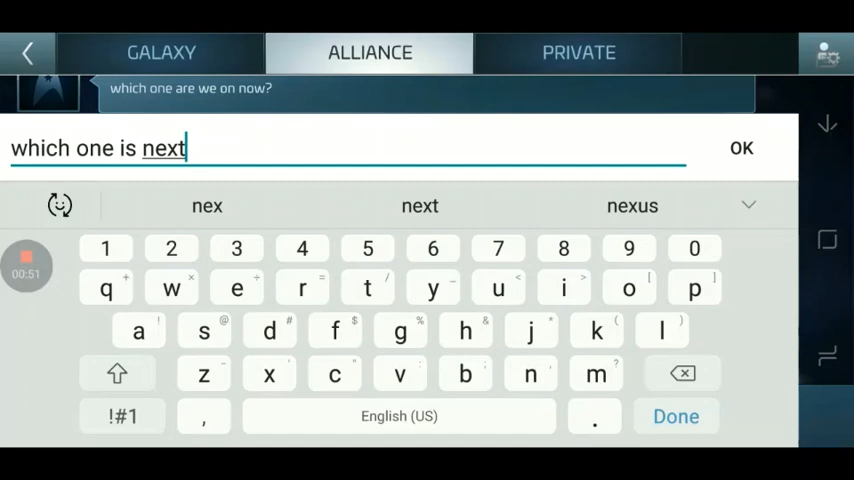 GALAXY ALLIANCE PRIVATE
which one are we on now?
which one is next OK
nex next nexus
1 2 3 4 5 6 7 8 9 0
00:51
q + w × e ÷ r = t / y _ u < i > o [ p ]
a ! s @ d # f $ g % h & j * k ( l )
z - x ' c " v : b ; n , m ?
!#1 , English (US) . Done